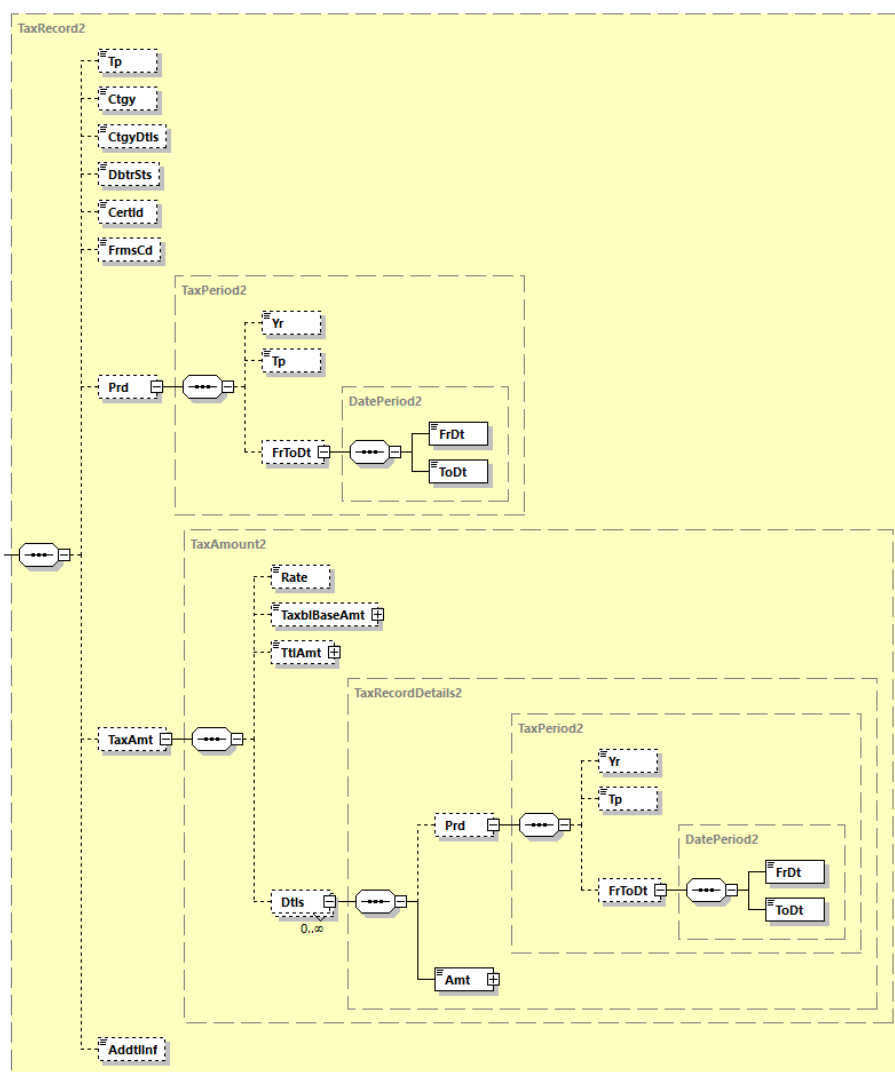 TaxRecord2
Tp
Ctgy
CtgyDtls
DbtrSts
CertId
FrmsCd
TaxPeriod2
Yr
Tp
Prd
DatePeriod2
FrDt
FrToDt
ToDt
TaxAmount2
Rate
TaxblBaseAmt
TtlAmt
TaxRecordDetails2
TaxPeriod2
TaxAmt
Yr
Tp
Prd
DatePeriod2
FrDt
FrToDt
Dtls
ToDt
0..∞
Amt
AddtlInf